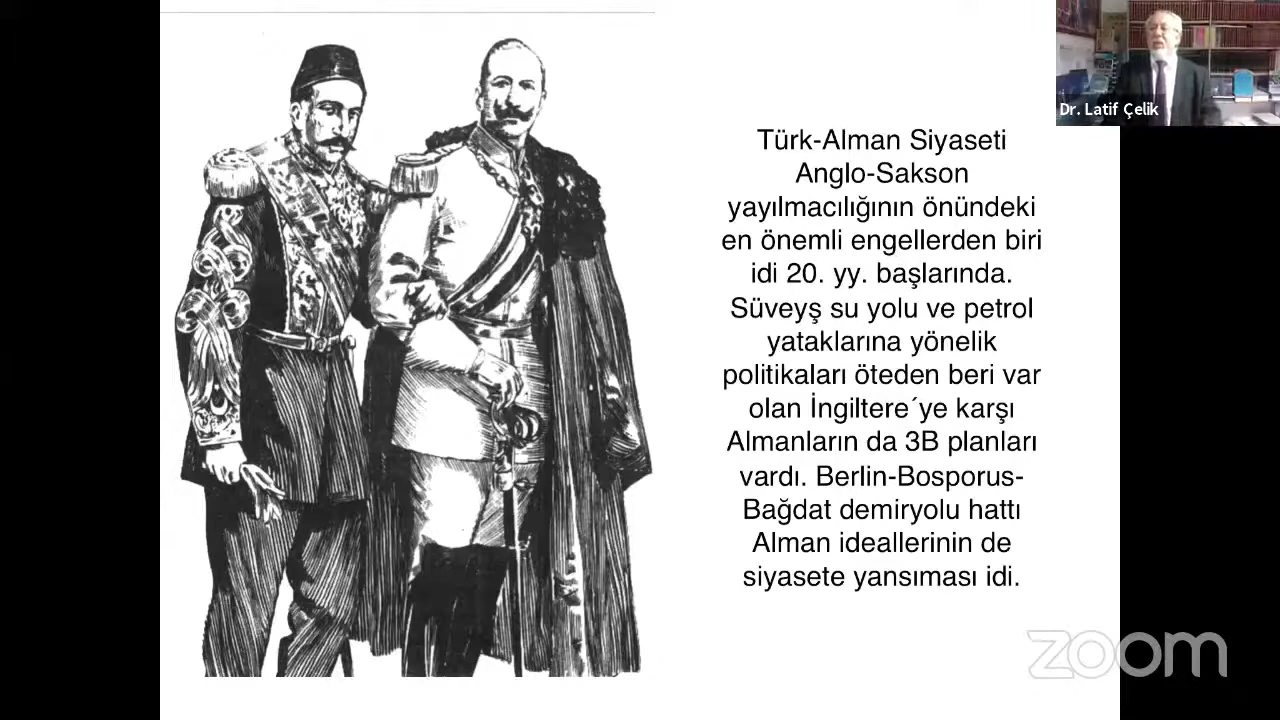 Dr. Latif Çelik
Türk-Alman Siyaseti
Anglo-Sakson
yayılmacılığının önündeki
en önemli engellerden biri
idi 20. yy. başlarında.
Süveyş su yolu ve petrol
yataklarına yönelik
politikaları öteden beri var
olan İngiltere´ye karşı
Almanların da 3B planları
vardı. Berlin-Bosporus-
Bağdat demiryolu hattı
Alman ideallerinin de
siyasete yansıması idi.
zoom